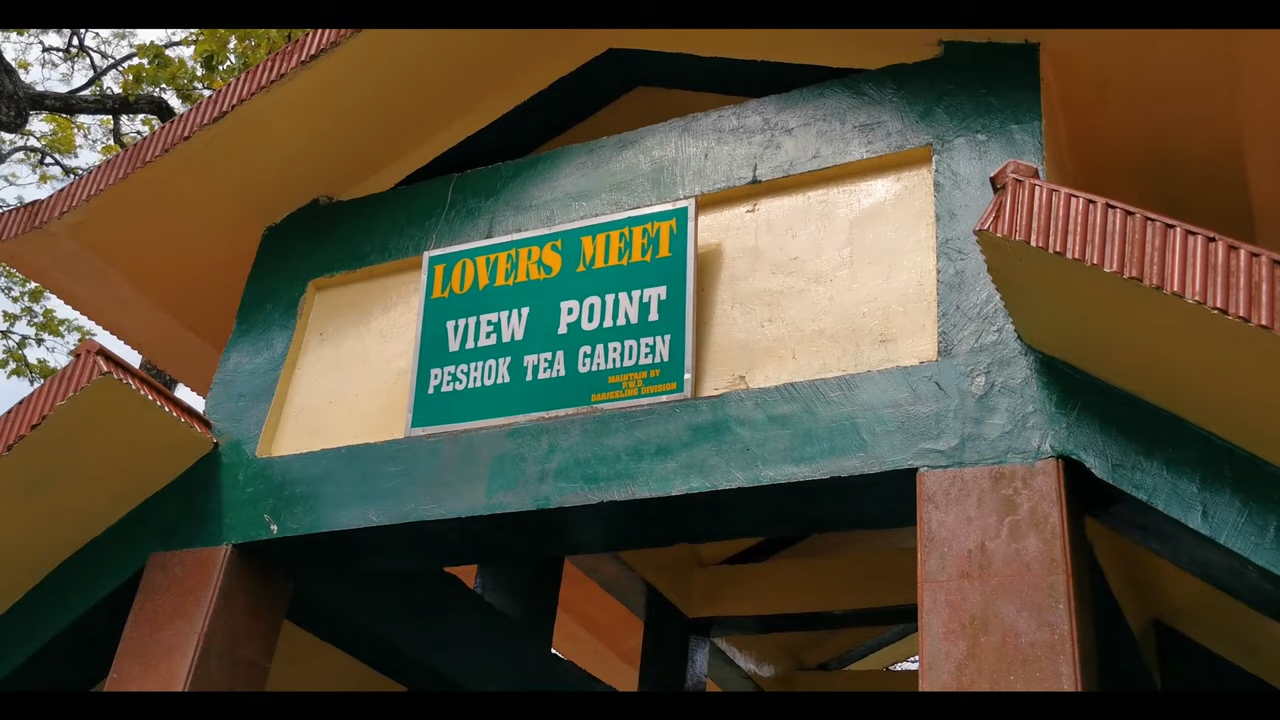 LOVERS MEET
VIEW POINT
PESHOK TEA GARDEN
MAINTAIN BY
P.W.D.
DARJEELING DIVISION